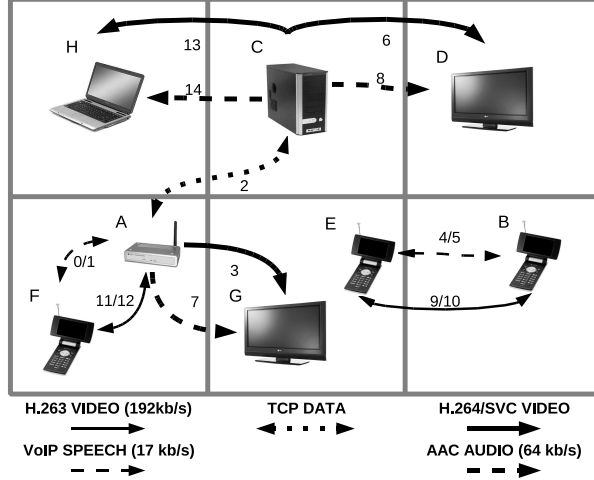 H
13
C
6
D
14
8
2
A
E
B
0/1
4/5
3
F
11/12
7
G
9/10
H.263 VIDEO (192kb/s)
TCP DATA
H.264/SVC VIDEO
VoIP SPEECH (17 kb/s)
AAC AUDIO (64 kb/s)